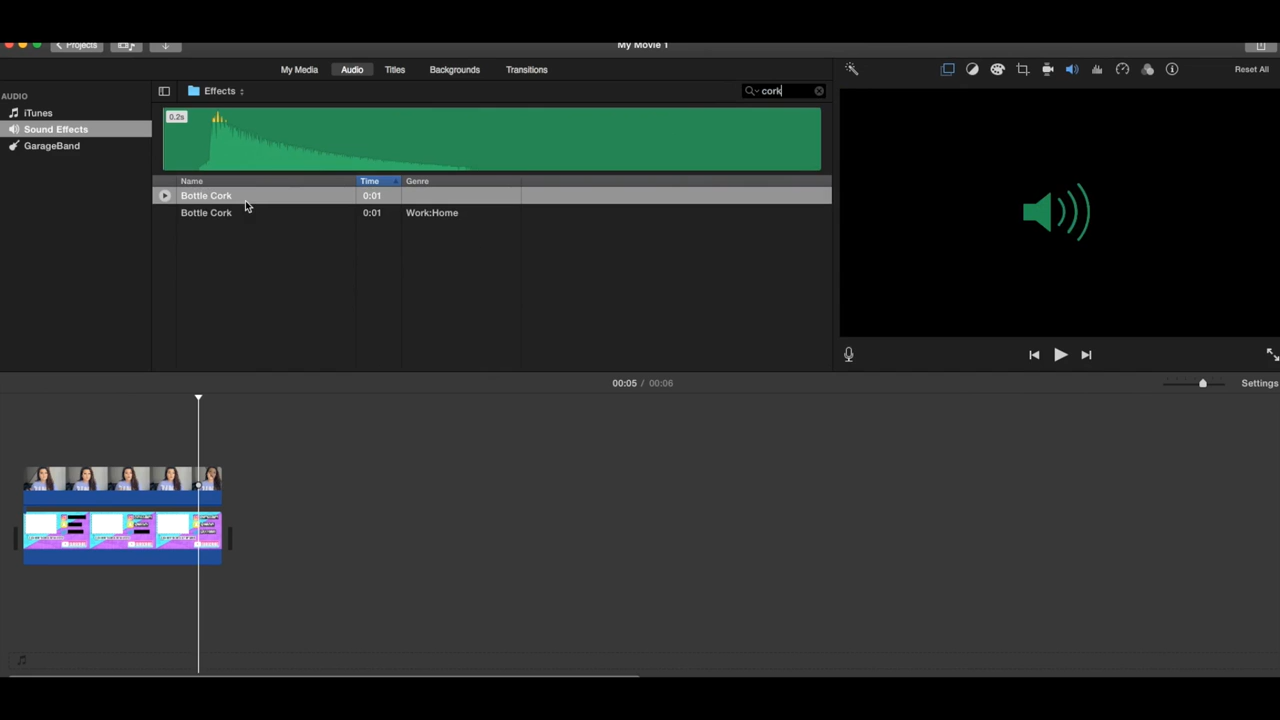 Projects
My Movie 1
My Media
Audio
Titles
Backgrounds
Transitions
Reset All
AUDIO
Effects
cork
iTunes
Sound Effects
GarageBand
0.2s
Name
Time
Genre
Bottle Cork
0:01
Bottle Cork
0:01
Work:Home
00:05 / 00:06
Settings